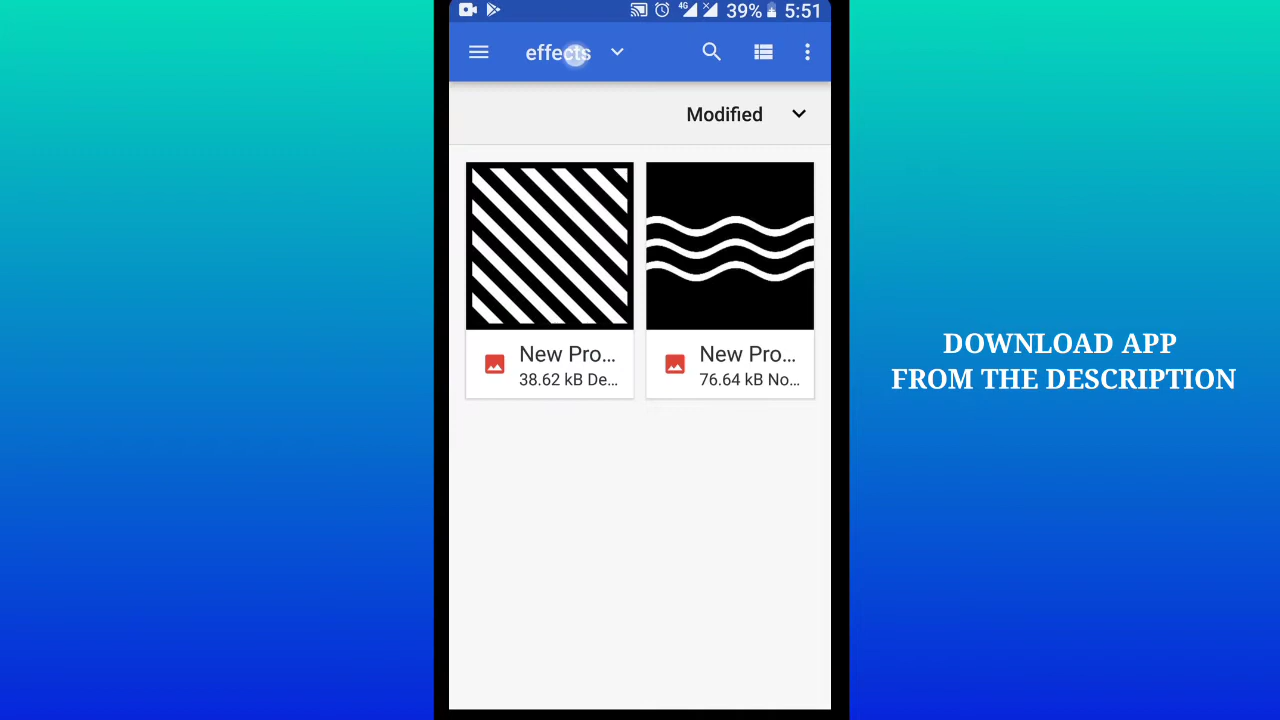 4G 39% 5:51
effects
Modified
New Pro... New Pro...
38.62 kB De... 76.64 kB No...
DOWNLOAD APP
FROM THE DESCRIPTION